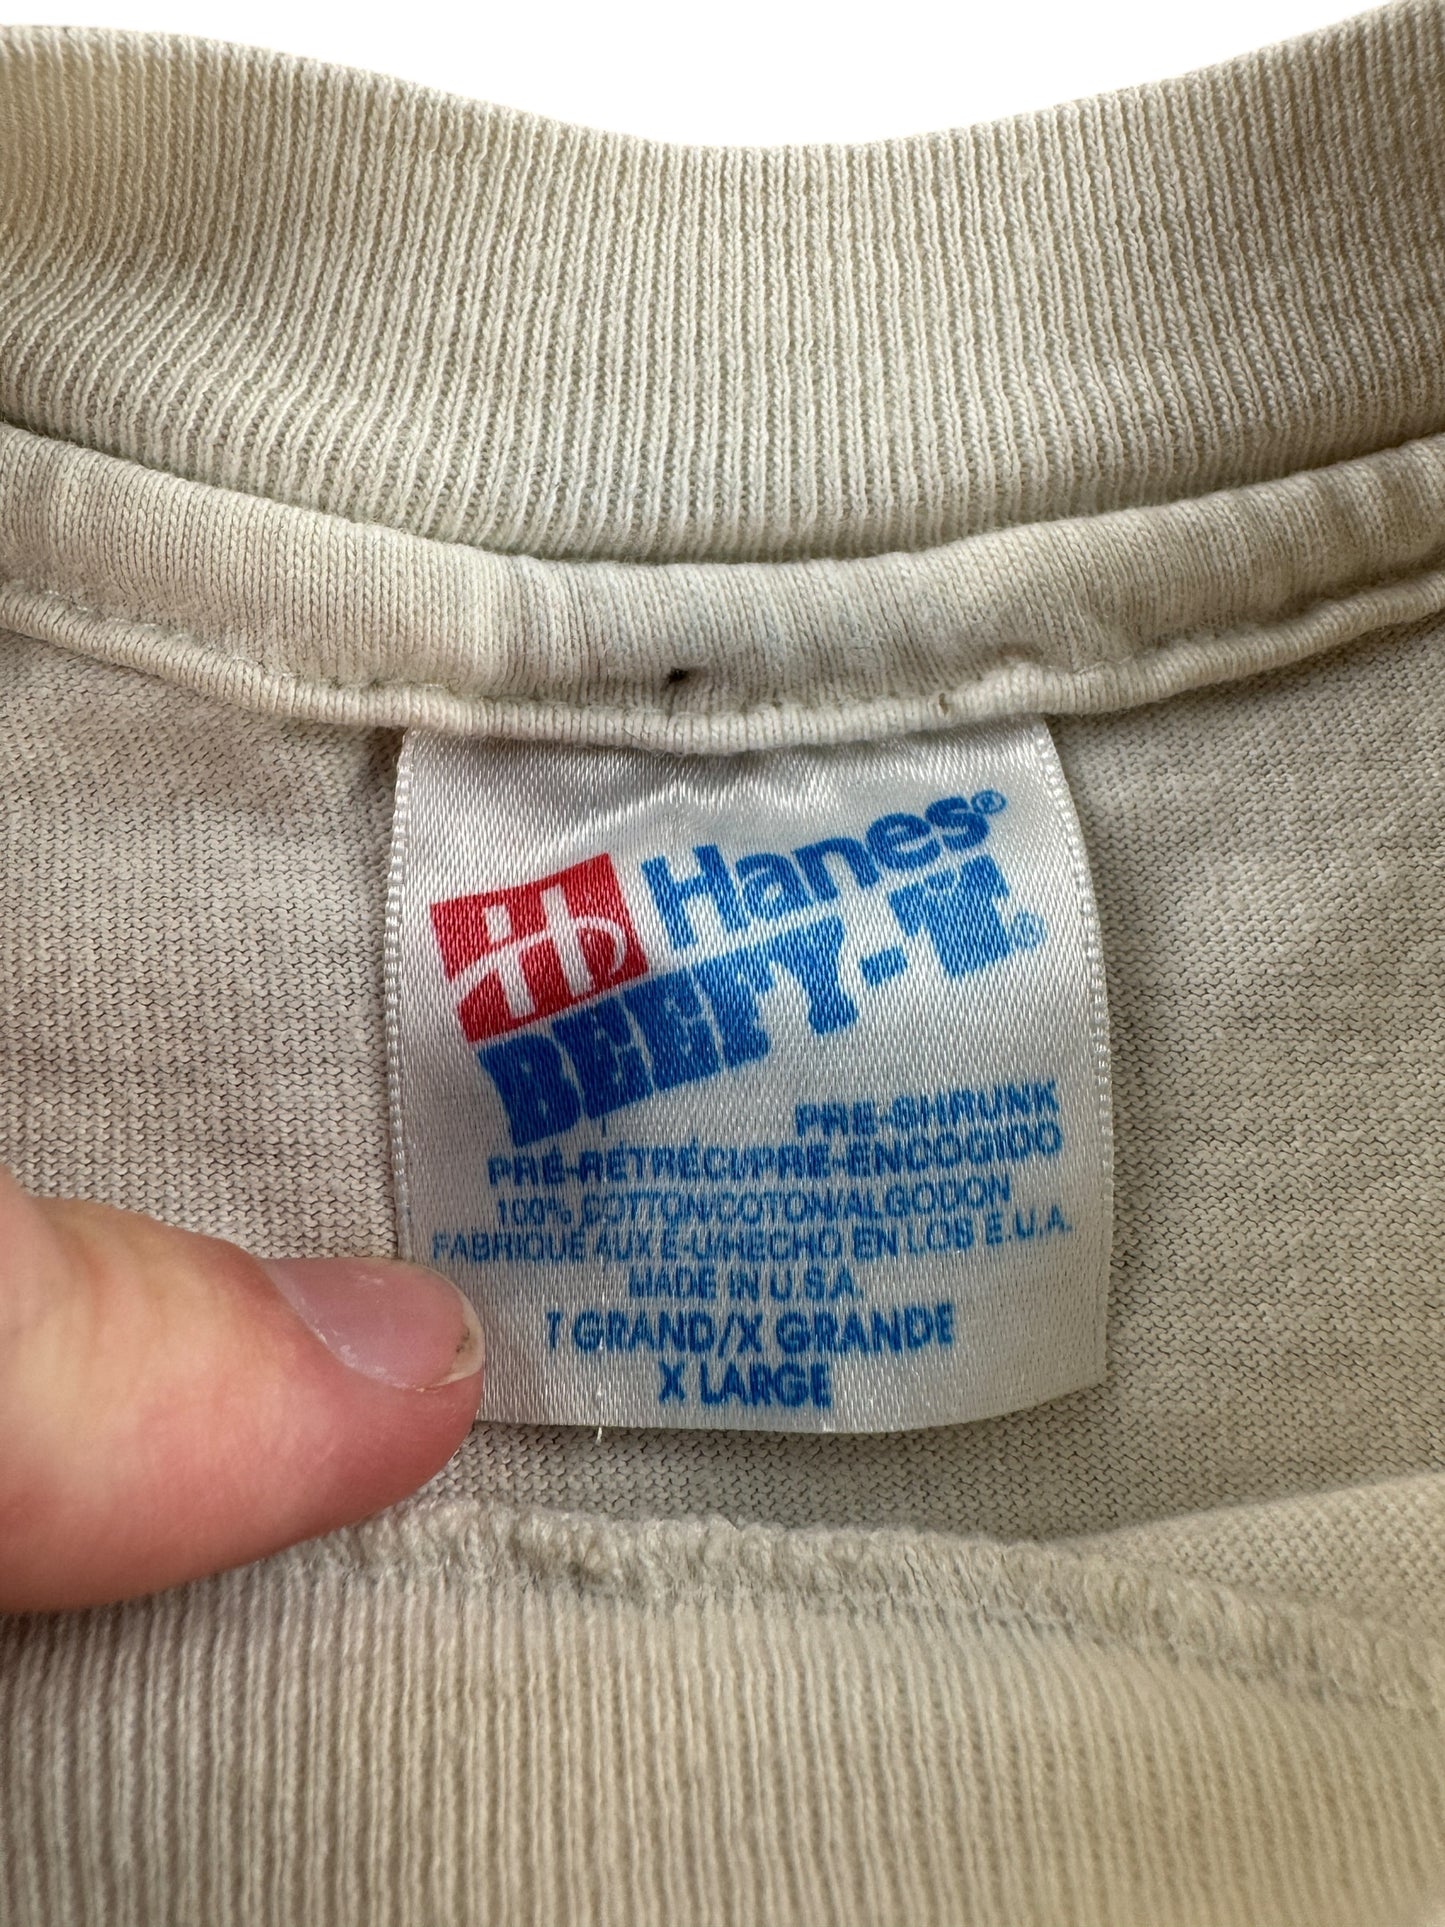 Hanes®
BEEFY-T®
PRE-SHRUNK
PRÉ-RÉTRÉCI/PRE-ENCOGIDO
100% COTTON/COTON/ALGODON
FABRIQUÉ AUX É-U/HECHO EN LOS E.U.A.
MADE IN U.S.A.
T GRAND/X GRANDE
X LARGE